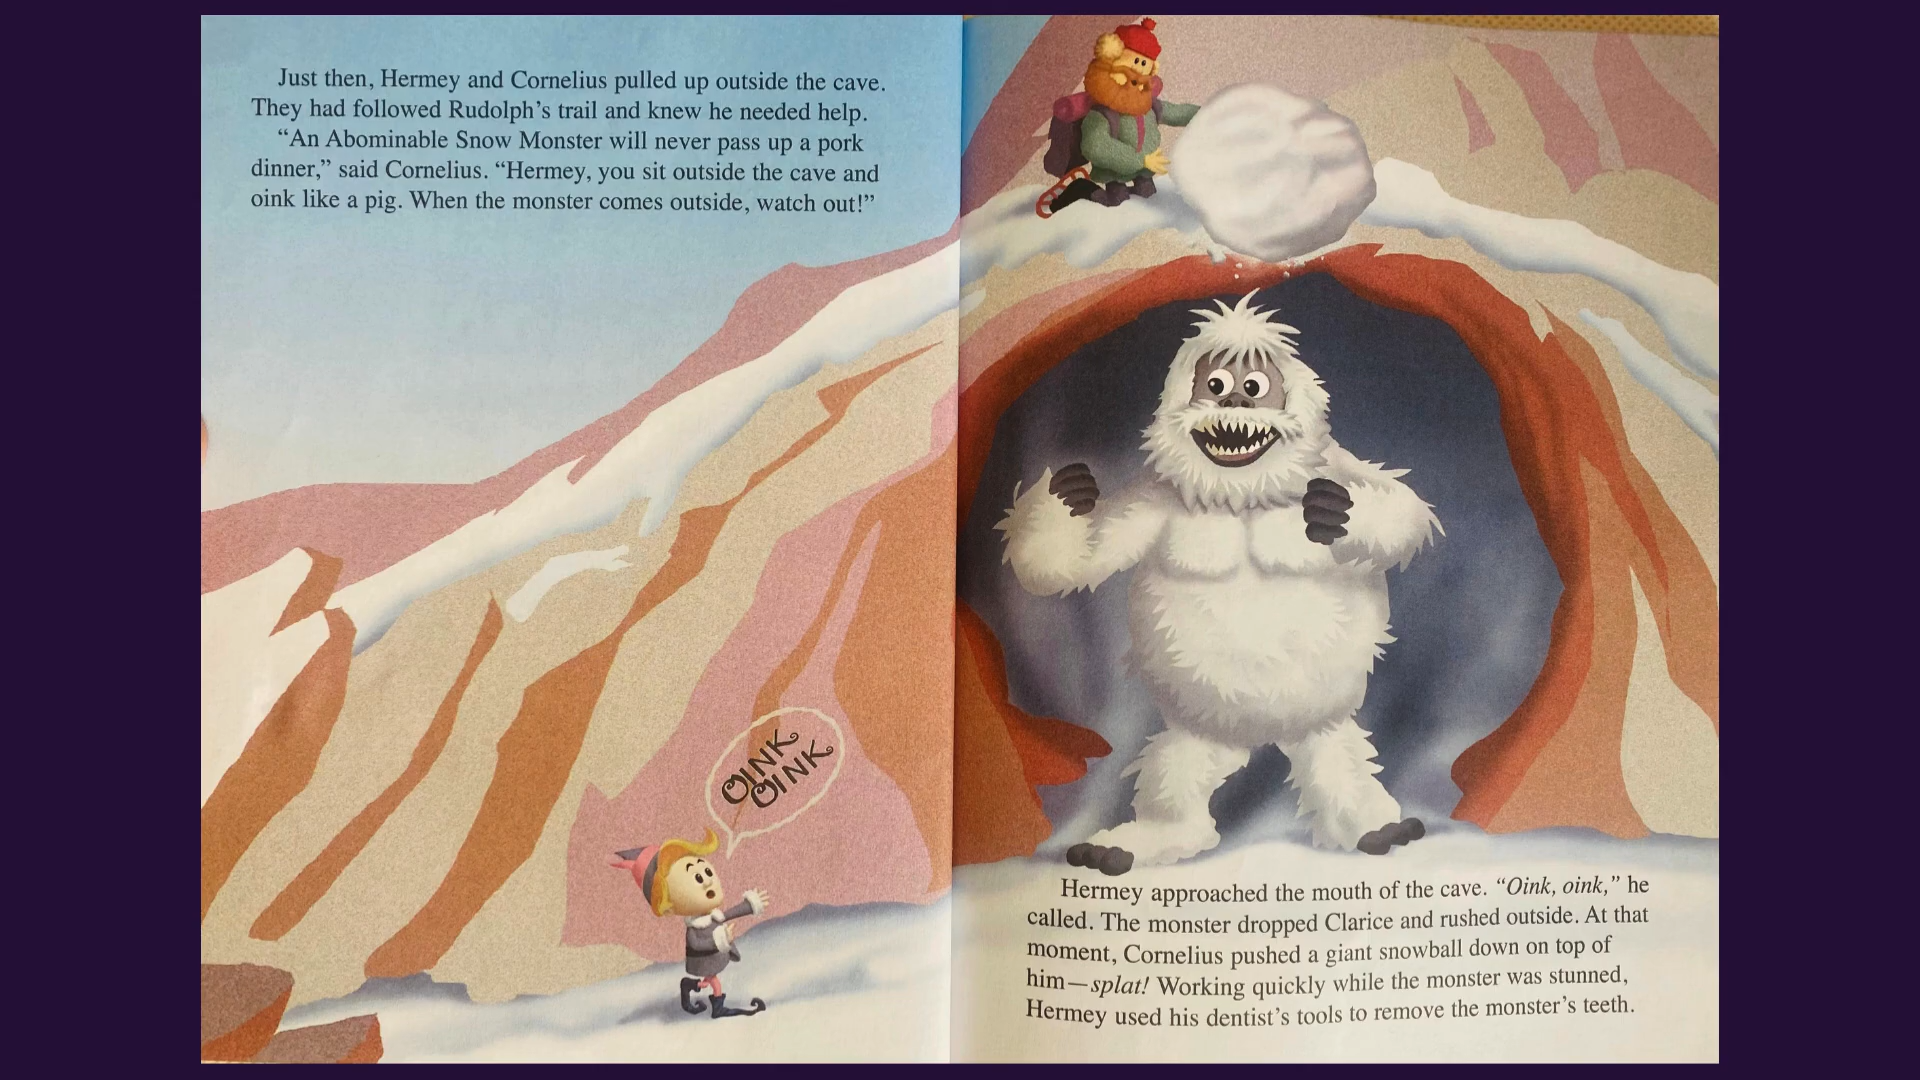 Just then, Hermey and Cornelius pulled up outside the cave.
They had followed Rudolph’s trail and knew he needed help.
“An Abominable Snow Monster will never pass up a pork
dinner,” said Cornelius. “Hermey, you sit outside the cave and
oink like a pig. When the monster comes outside, watch out!”
OINK
OINK
Hermey approached the mouth of the cave. “Oink, oink,” he
called. The monster dropped Clarice and rushed outside. At that
moment, Cornelius pushed a giant snowball down on top of
him—splat! Working quickly while the monster was stunned,
Hermey used his dentist’s tools to remove the monster’s teeth.